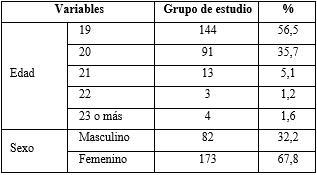 Variables Grupo de estudio %
Edad 19 144 56,5
20 91 35,7
21 13 5,1
22 3 1,2
23 o más 4 1,6
Sexo Masculino 82 32,2
Femenino 173 67,8